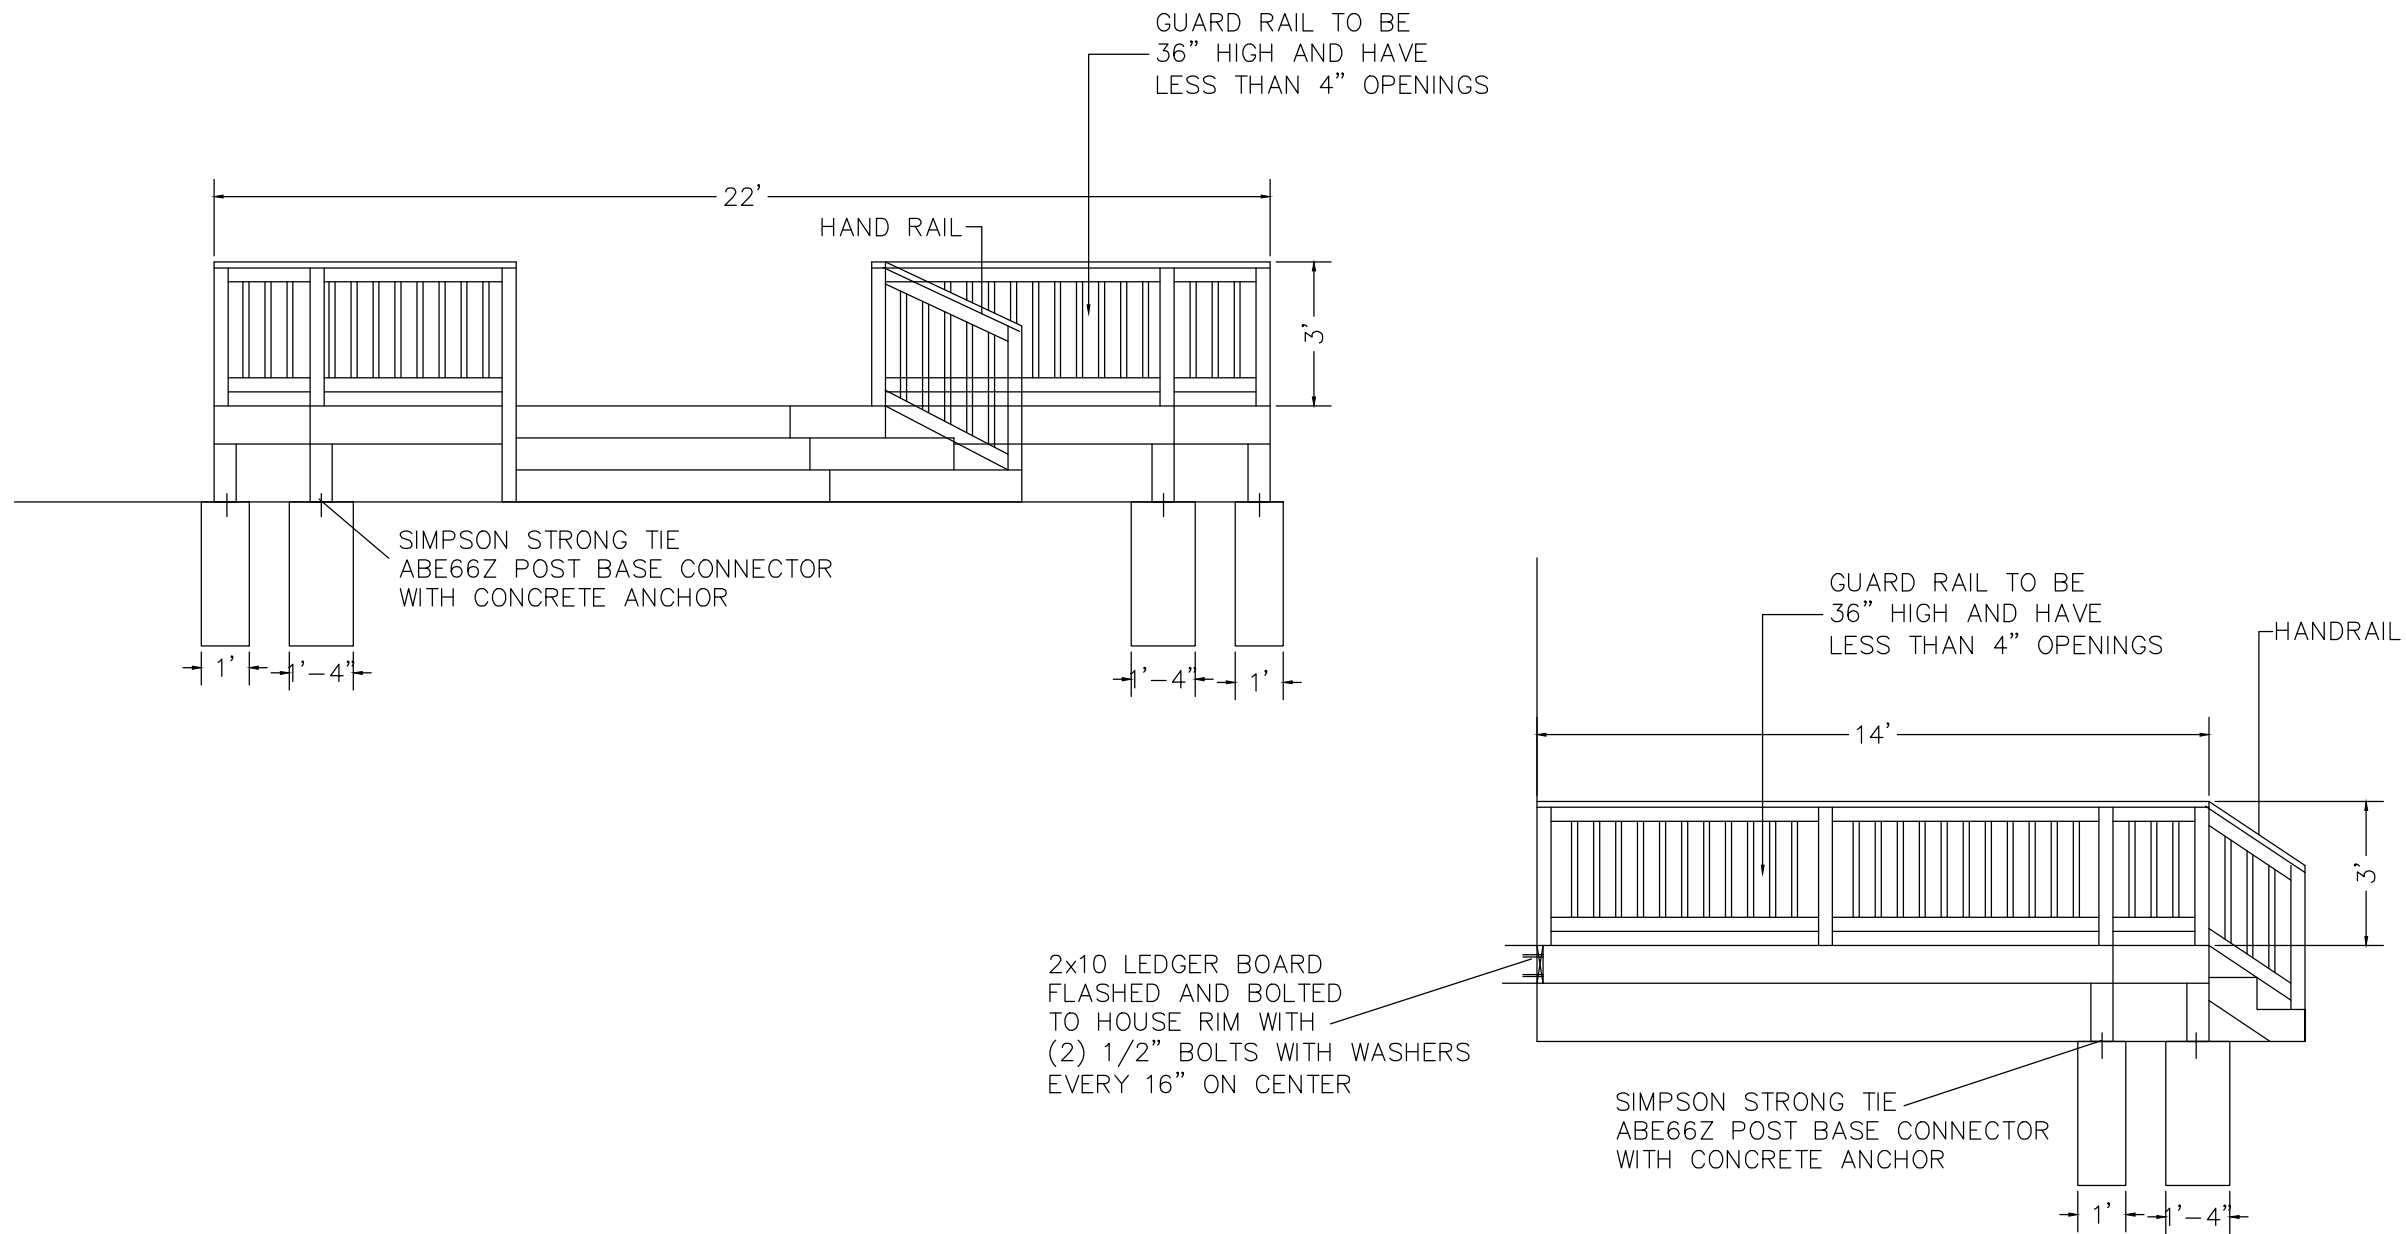 GUARD RAIL TO BE
36” HIGH AND HAVE
LESS THAN 4” OPENINGS
22’
HAND RAIL
3’
SIMPSON STRONG TIE
ABE66Z POST BASE CONNECTOR
WITH CONCRETE ANCHOR
1’
1’-4”
1’-4”
1’
GUARD RAIL TO BE
36” HIGH AND HAVE
LESS THAN 4” OPENINGS
HANDRAIL
14’
3’
2x10 LEDGER BOARD
FLASHED AND BOLTED
TO HOUSE RIM WITH
(2) 1/2” BOLTS WITH WASHERS
EVERY 16” ON CENTER
SIMPSON STRONG TIE
ABE66Z POST BASE CONNECTOR
WITH CONCRETE ANCHOR
1’
1’-4”